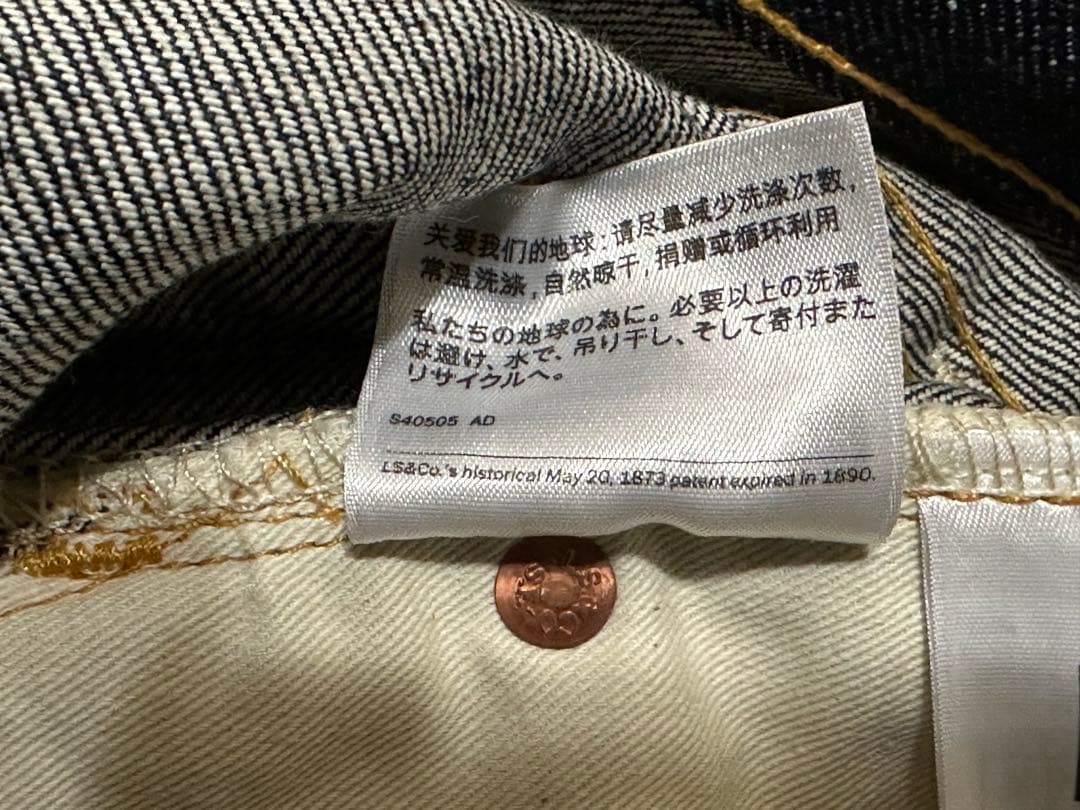 关爱我们的地球:请尽量减少洗涤次数,
常温洗涤,自然晾干,捐赠或循环利用
私たちの地球の為に。必要以上の洗濯
は避け、水で、吊り干し、そして寄付また
リサイクルへ。
S40505 AD
LS&Co.'s historical May 20, 1873 patent expired in 1890.